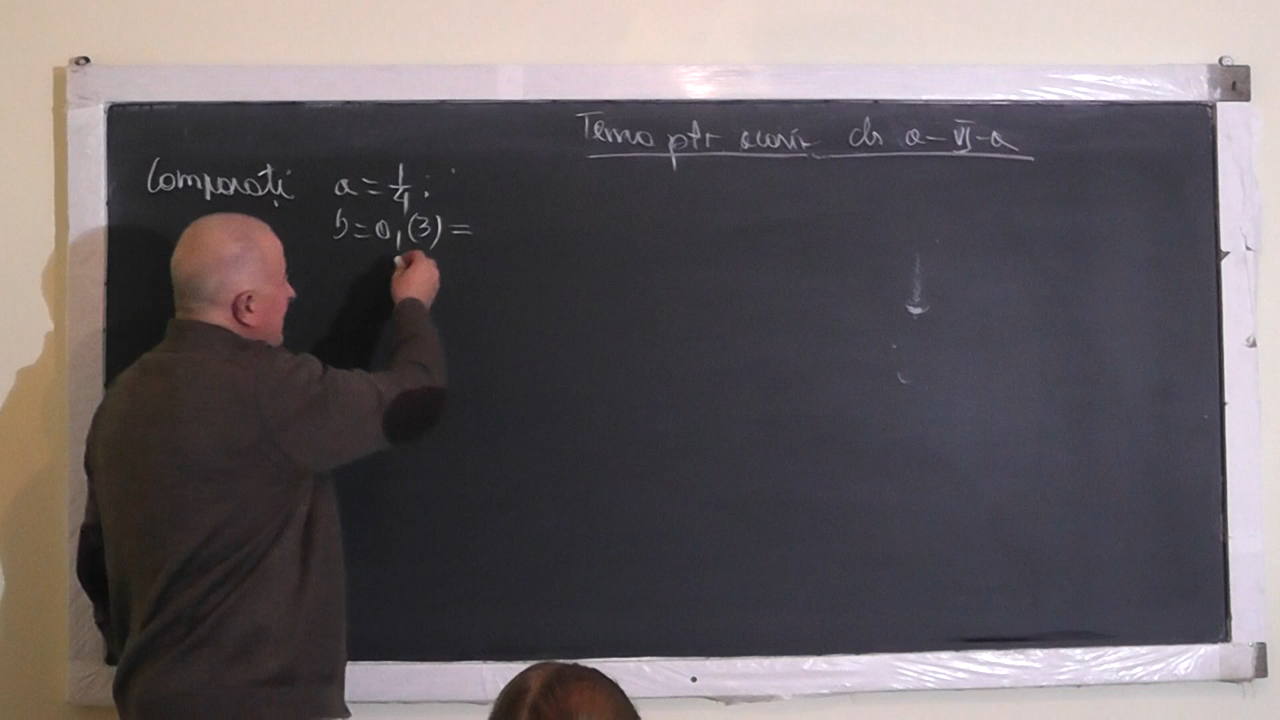 Tema ptr acasă cls a-VI-a
Comparați a = 1/4 ;
b = 0,(3) =